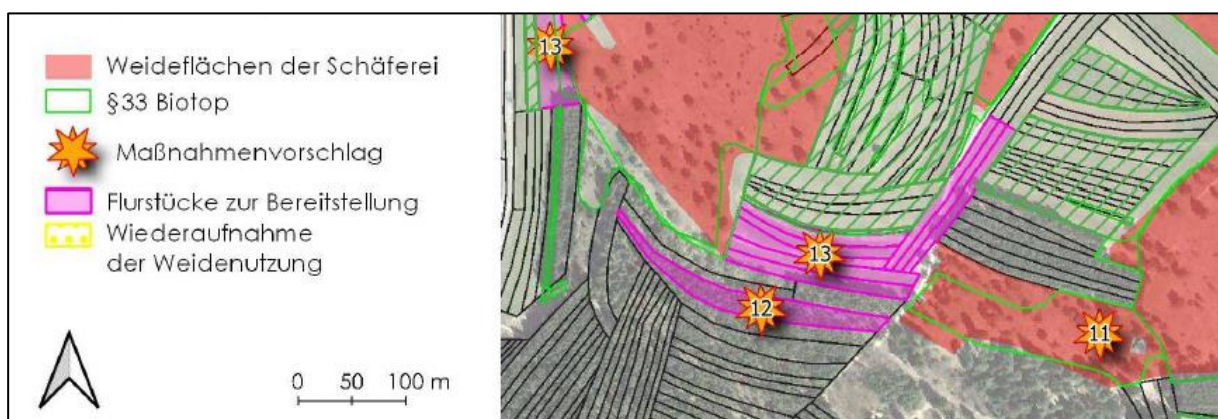 Weideflächen der Schäferei
§33 Biotop
Maßnahmenvorschlag
Flurstücke zur Bereitstellung
Wiederaufnahme
der Weidenutzung
0 50 100 m
13
13
12
11